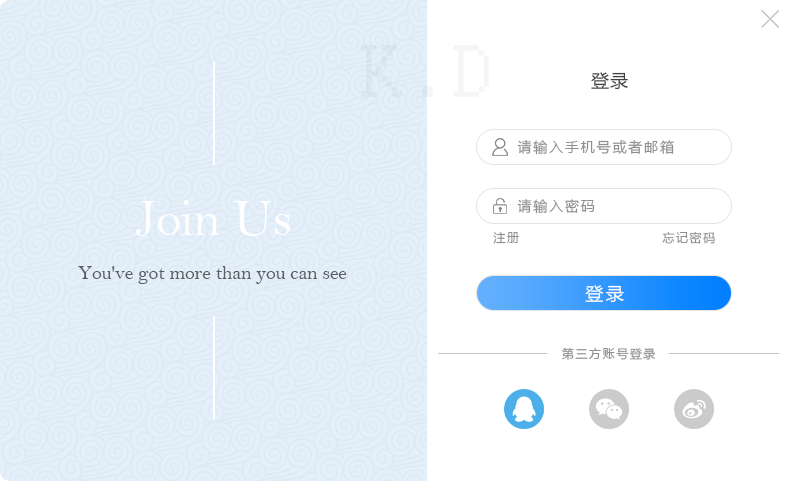 K.D
Join Us
You've got more than you can see
登录
请输入手机号或者邮箱
请输入密码
注册 忘记密码
登录
第三方账号登录